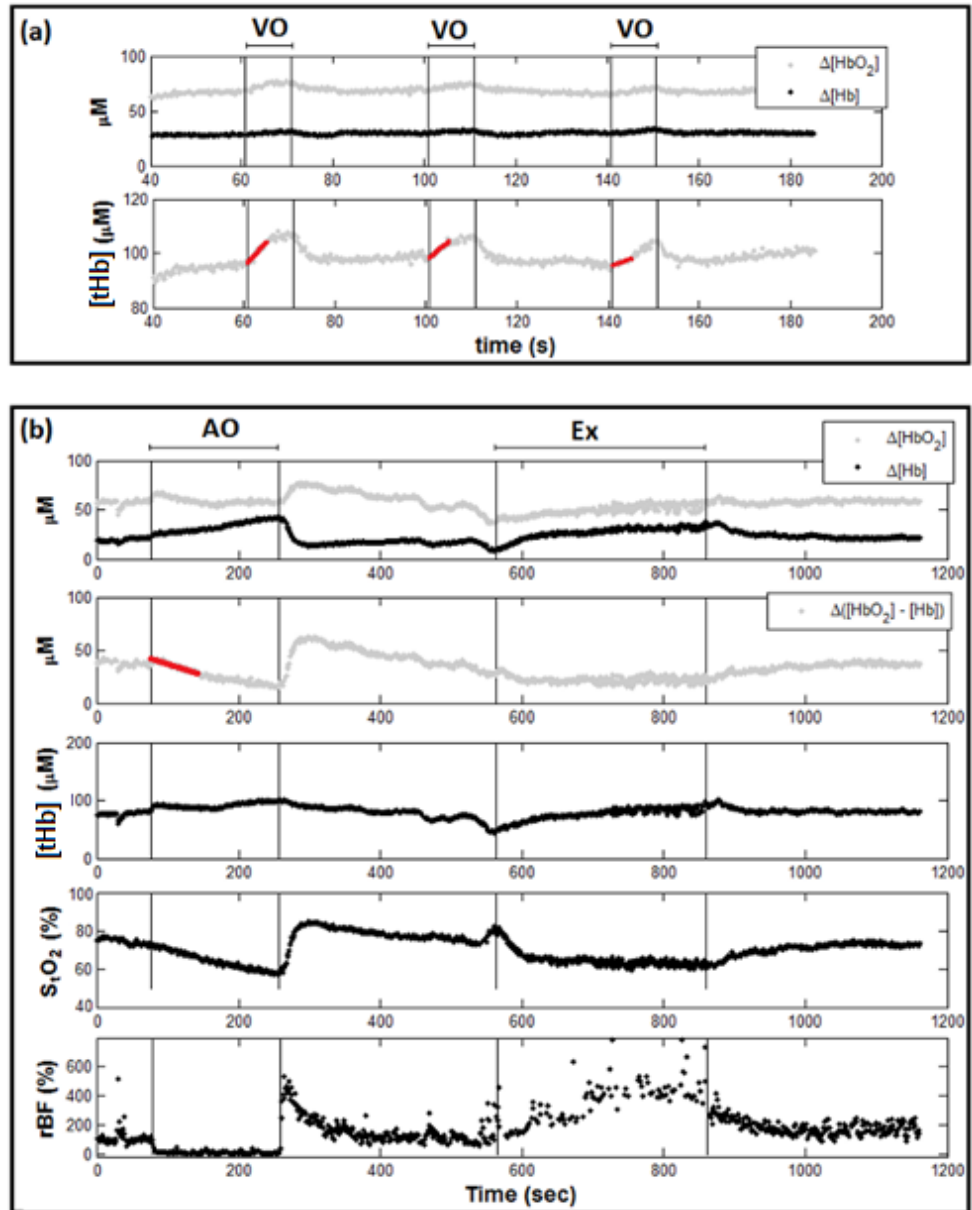 (a)
VO VO VO
100
50
0
μM
Δ[HbO₂]
Δ[Hb]
40 60 80 100 120 140 160 180 200
120
100
80
[tHb] (μM)
40 60 80 100 120 140 160 180 200
time (s)
(b)
AO Ex
100
50
0
μM
Δ[HbO₂]
Δ[Hb]
0 200 400 600 800 1000 1200
100
50
0
μM
Δ([HbO₂] - [Hb])
0 200 400 600 800 1000 1200
200
100
0
[tHb] (μM)
0 200 400 600 800 1000 1200
100
80
60
40
StO₂ (%)
0 200 400 600 800 1000 1200
600
400
200
0
rBF (%)
0 200 400 600 800 1000 1200
Time (sec)